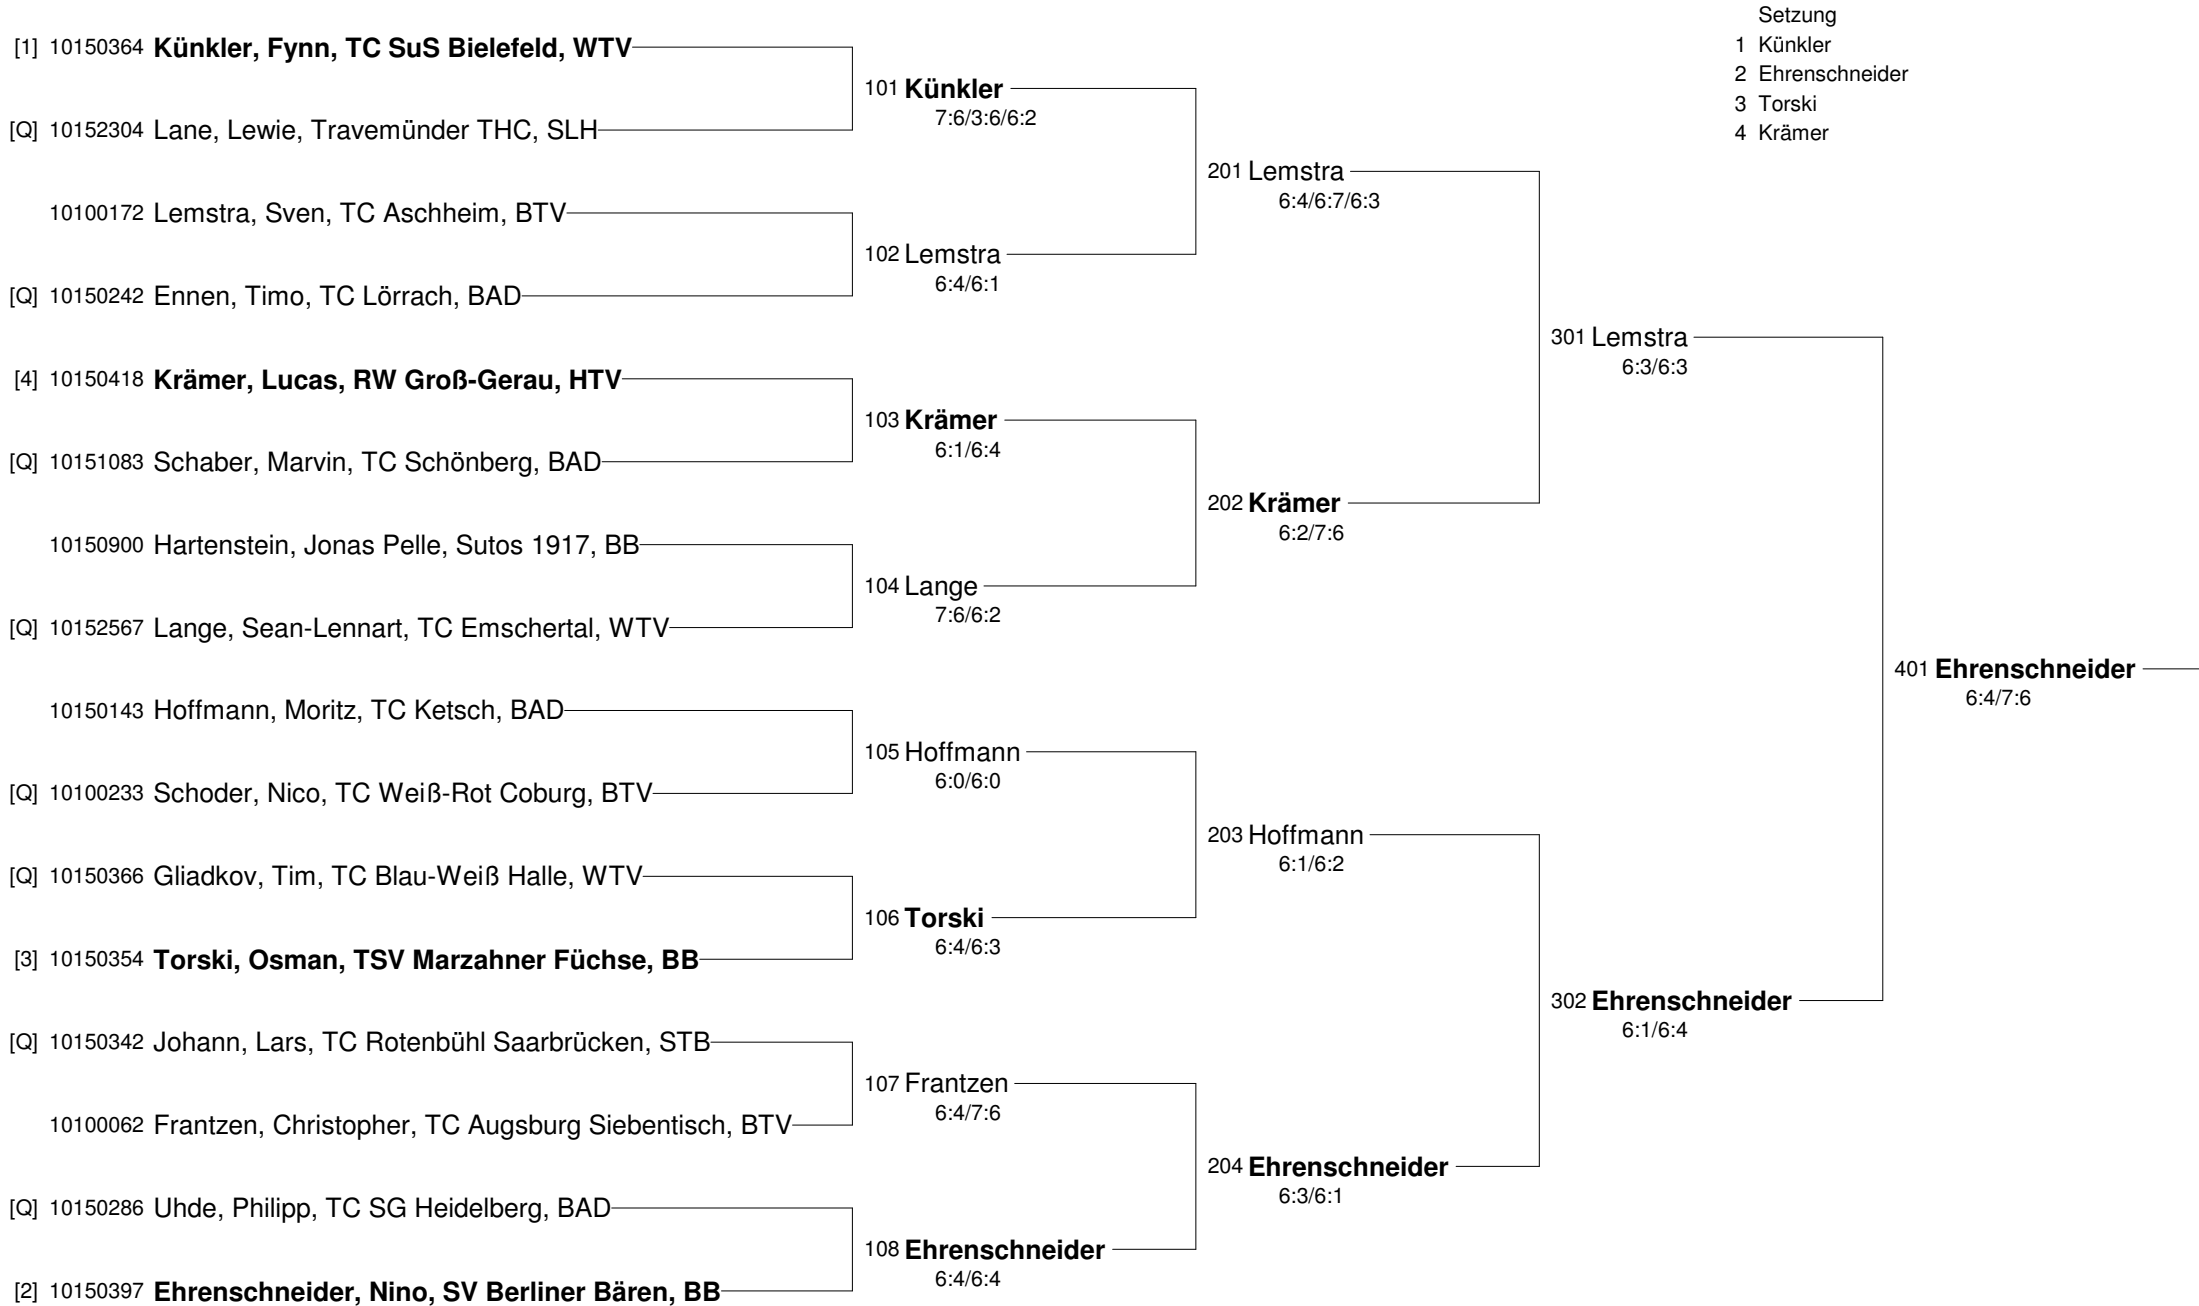 Setzung
1 Künkler
2 Ehrenschneider
3 Torski
4 Krämer
[1] 10150364 Künkler, Fynn, TC SuS Bielefeld, WTV
[Q] 10152304 Lane, Lewie, Travemünder THC, SLH
10100172 Lemstra, Sven, TC Aschheim, BTV
[Q] 10150242 Ennen, Timo, TC Lörrach, BAD
[4] 10150418 Krämer, Lucas, RW Groß-Gerau, HTV
[Q] 10151083 Schaber, Marvin, TC Schönberg, BAD
10150900 Hartenstein, Jonas Pelle, Sutos 1917, BB
[Q] 10152567 Lange, Sean-Lennart, TC Emschertal, WTV
10150143 Hoffmann, Moritz, TC Ketsch, BAD
[Q] 10100233 Schoder, Nico, TC Weiß-Rot Coburg, BTV
[Q] 10150366 Gliadkov, Tim, TC Blau-Weiß Halle, WTV
[3] 10150354 Torski, Osman, TSV Marzahner Füchse, BB
[Q] 10150342 Johann, Lars, TC Rotenbühl Saarbrücken, STB
10100062 Frantzen, Christopher, TC Augsburg Siebentisch, BTV
[Q] 10150286 Uhde, Philipp, TC SG Heidelberg, BAD
[2] 10150397 Ehrenschneider, Nino, SV Berliner Bären, BB
101 Künkler
7:6/3:6/6:2
102 Lemstra
6:4/6:1
103 Krämer
6:1/6:4
104 Lange
7:6/6:2
105 Hoffmann
6:0/6:0
106 Torski
6:4/6:3
107 Frantzen
6:4/7:6
108 Ehrenschneider
6:4/6:4
201 Lemstra
6:4/6:7/6:3
202 Krämer
6:2/7:6
203 Hoffmann
6:1/6:2
204 Ehrenschneider
6:3/6:1
301 Lemstra
6:3/6:3
302 Ehrenschneider
6:1/6:4
401 Ehrenschneider
6:4/7:6